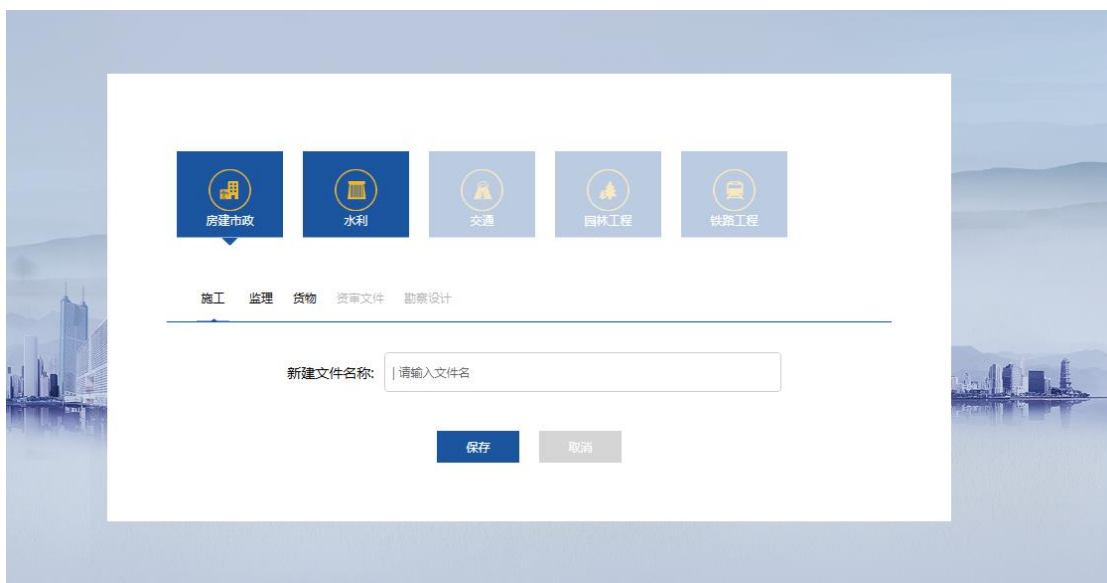 房建市政 水利 交通 园林工程 铁路工程
施工 监理 货物 资审文件 勘察设计
新建文件名称: | 请输入文件名
保存 取消